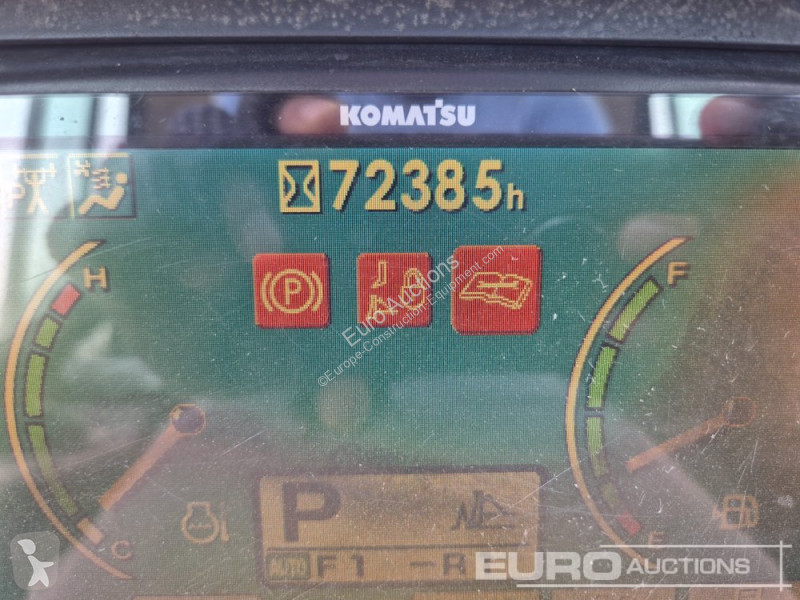 KOMATSU
72385h
P
H
F
(P)
Euro Auctions
©Europe-Construction-Equipment.com
C
E
P
AUTO F1 -R
EURO AUCTIONS